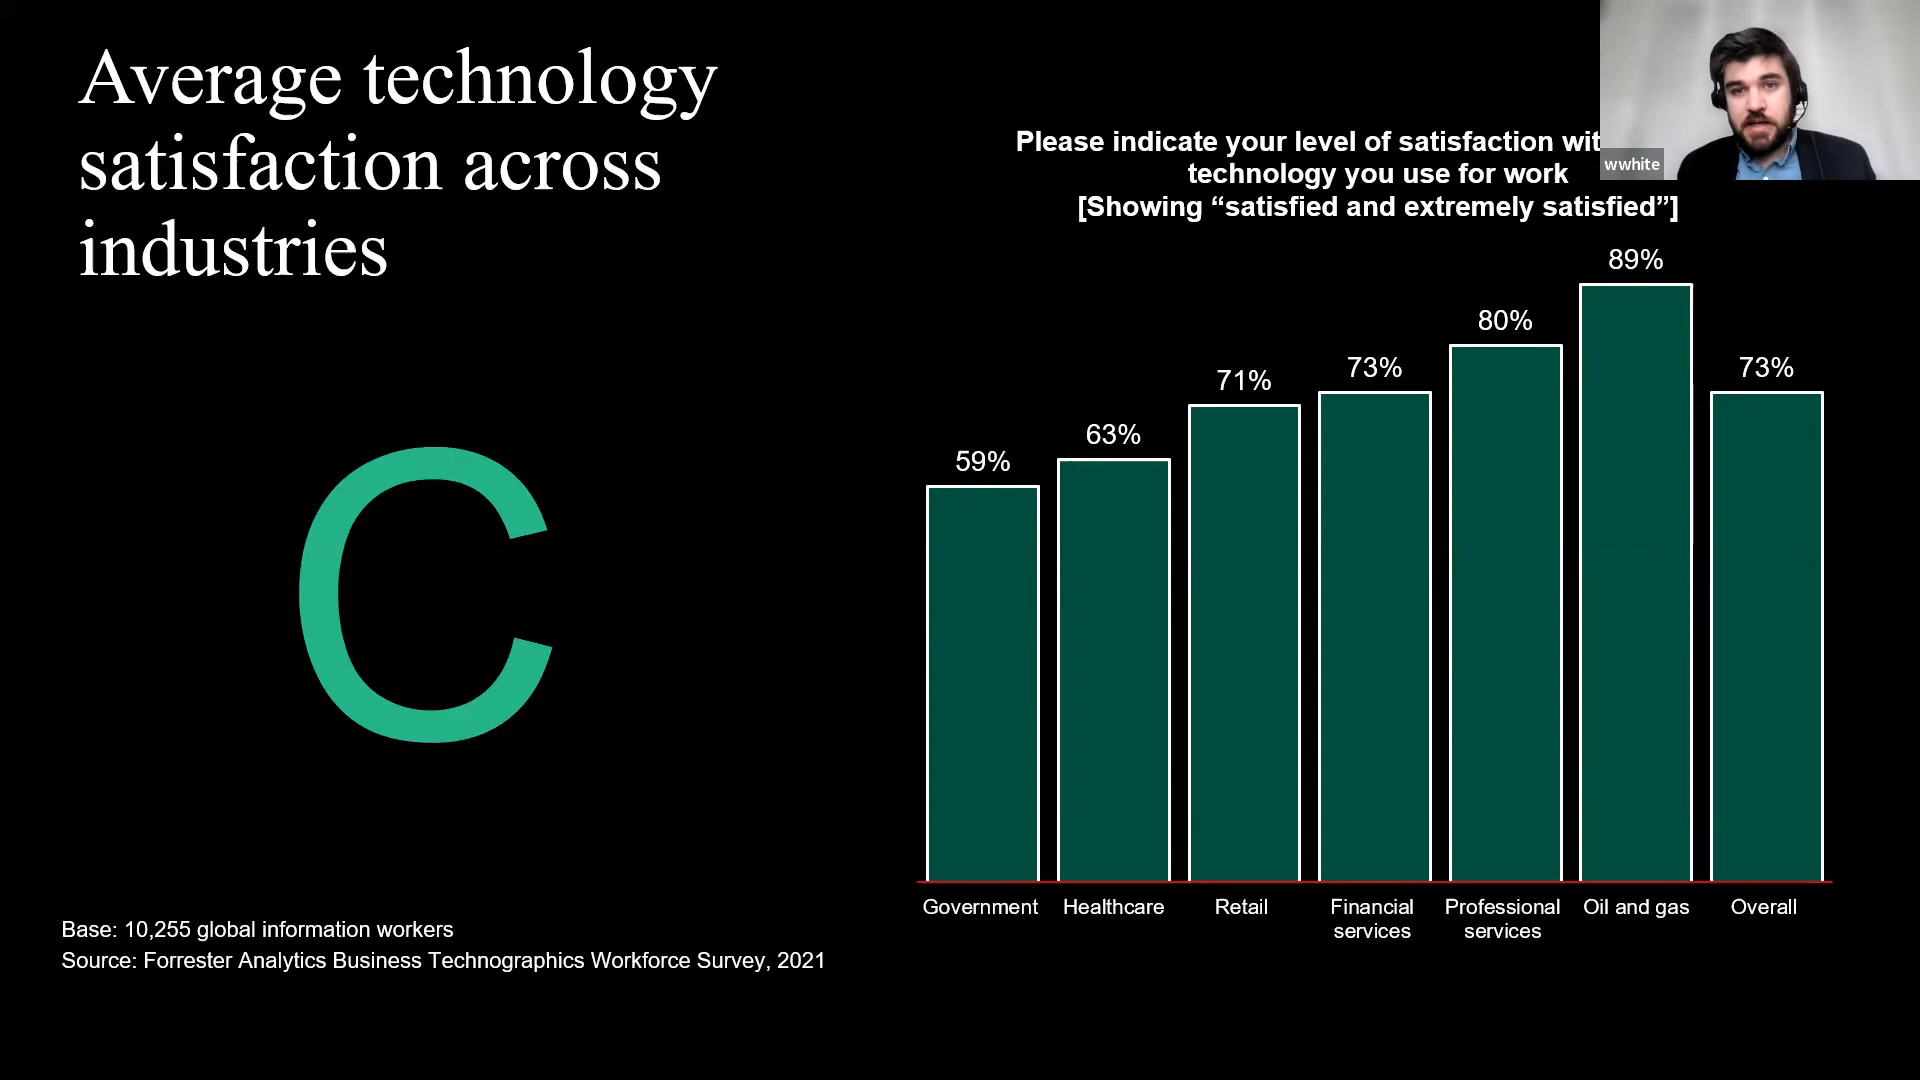 Average technology
satisfaction across
industries
C
Base: 10,255 global information workers
Source: Forrester Analytics Business Technographics Workforce Survey, 2021
Please indicate your level of satisfaction
technology you use for work
[Showing “satisfied and extremely satisfied”]
wwhite
59%
63%
71%
73%
80%
89%
73%
Government
Healthcare
Retail
Financial
services
Professional
services
Oil and gas
Overall